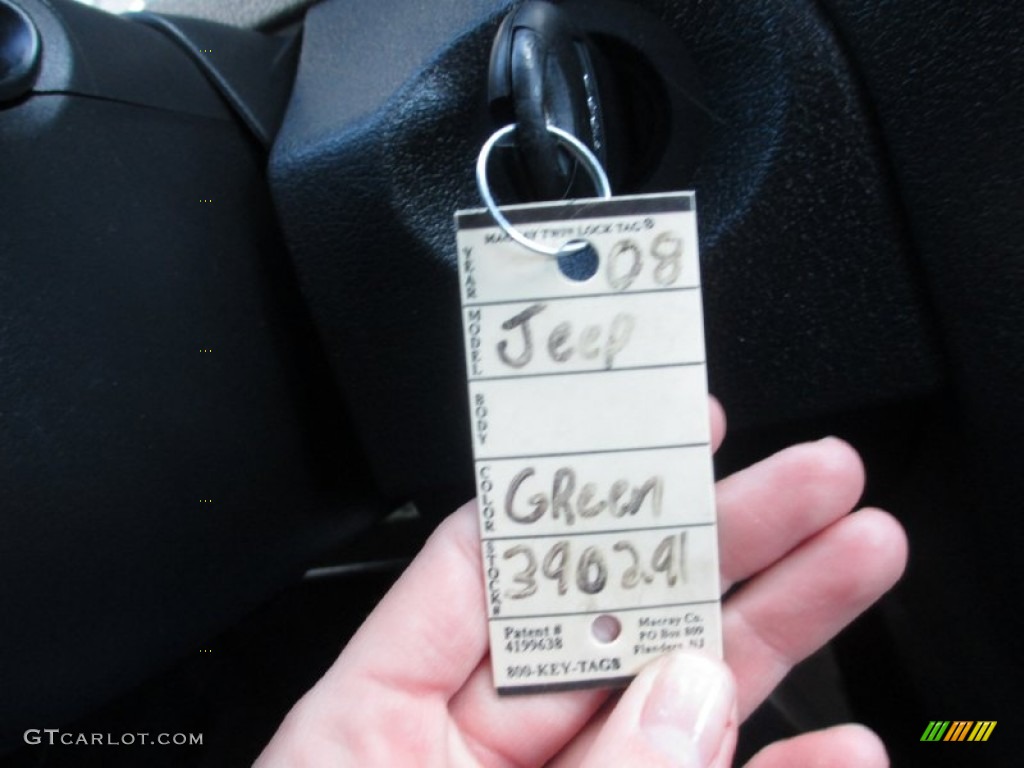 MACRAY TWIN LOCK TAG®
YEAR 08
MODEL Jeep
BODY
COLOR GReen
STOCK# 390291
Patent #
4199638
Macray Co.
PO Box 809
Flanders, NJ
800-KEY-TAGS
GTCARLOT.COM